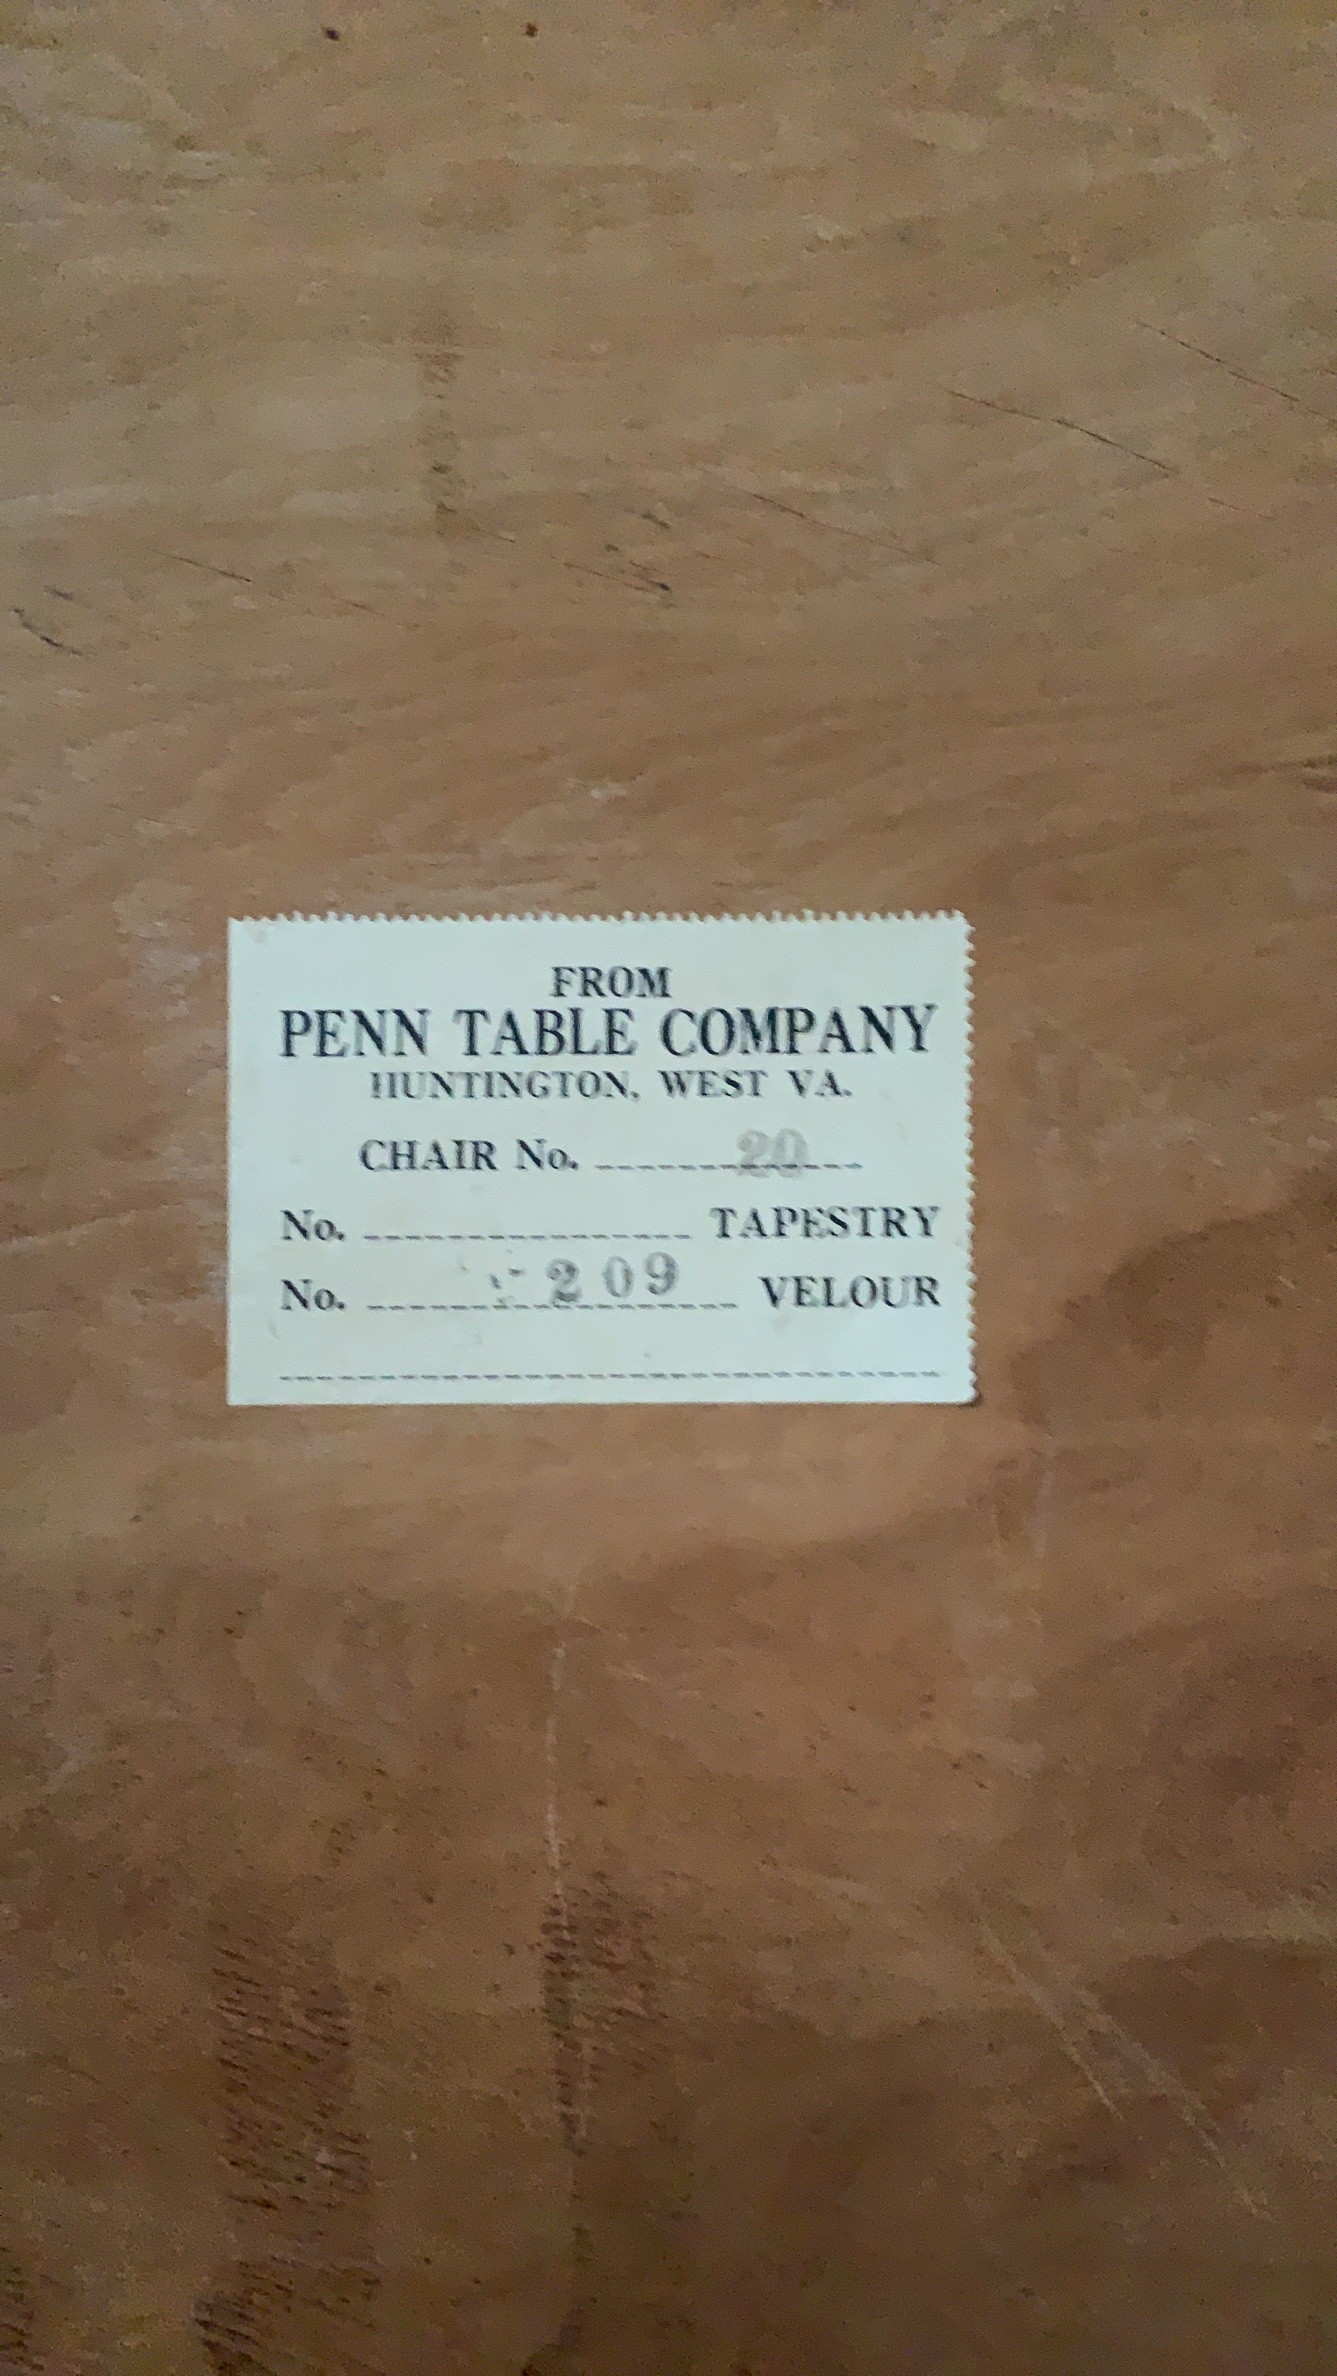 FROM
PENN TABLE COMPANY
HUNTINGTON, WEST VA.
CHAIR No. 20
No. TAPESTRY
No. 209 VELOUR